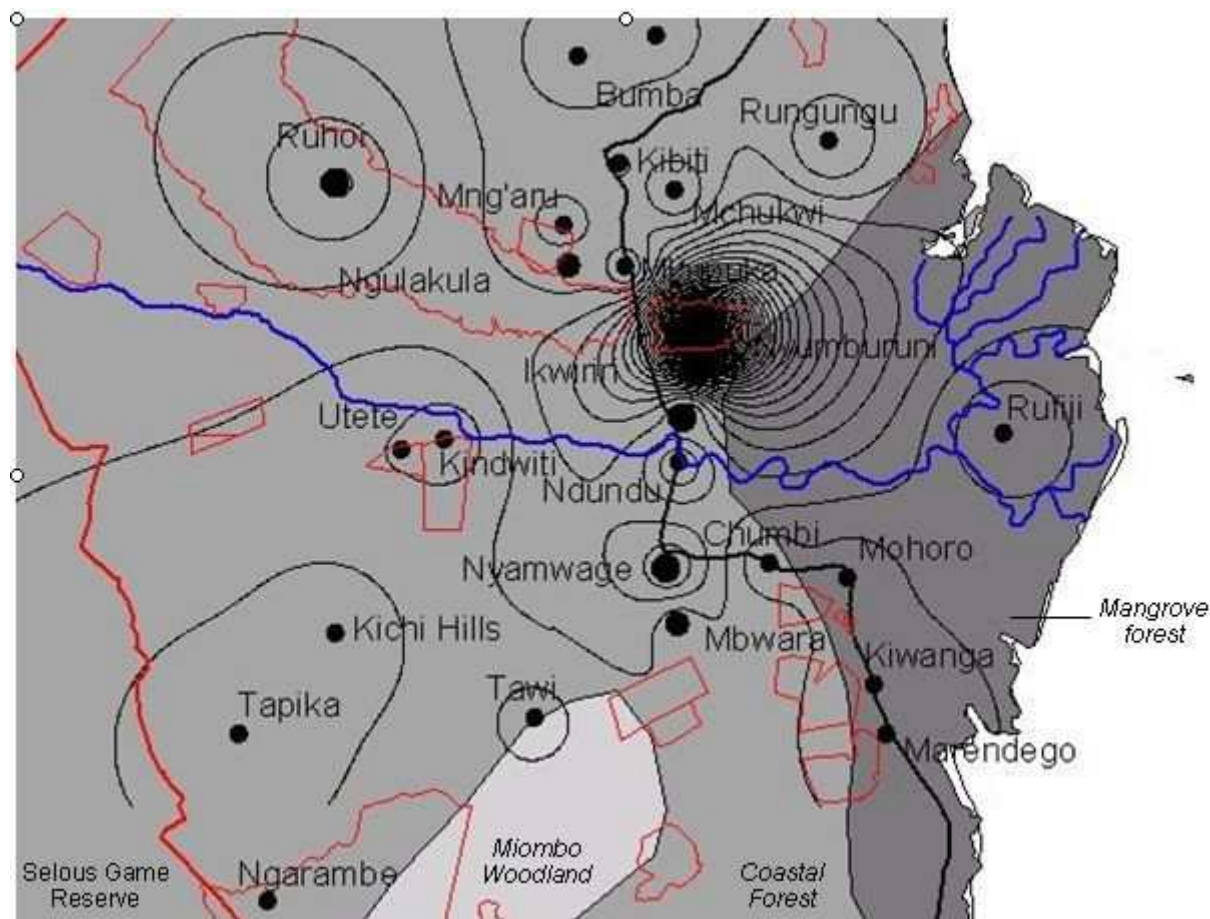 Bumba
Rungungu
Ruhoi
Kibiti
Mng'aru
Mchukwi
Ngulakula
Nyumburuni
Utete
Rufiji
Kindwiti
Ndundu
Chumbi
Mohoro
Nyamwage
Mangrove
forest
Kichi Hills
Mbwara
Kiwanga
Tawi
Tapika
Marendego
Selous Game
Reserve
Ngarambe
Miombo
Woodland
Coastal
Forest